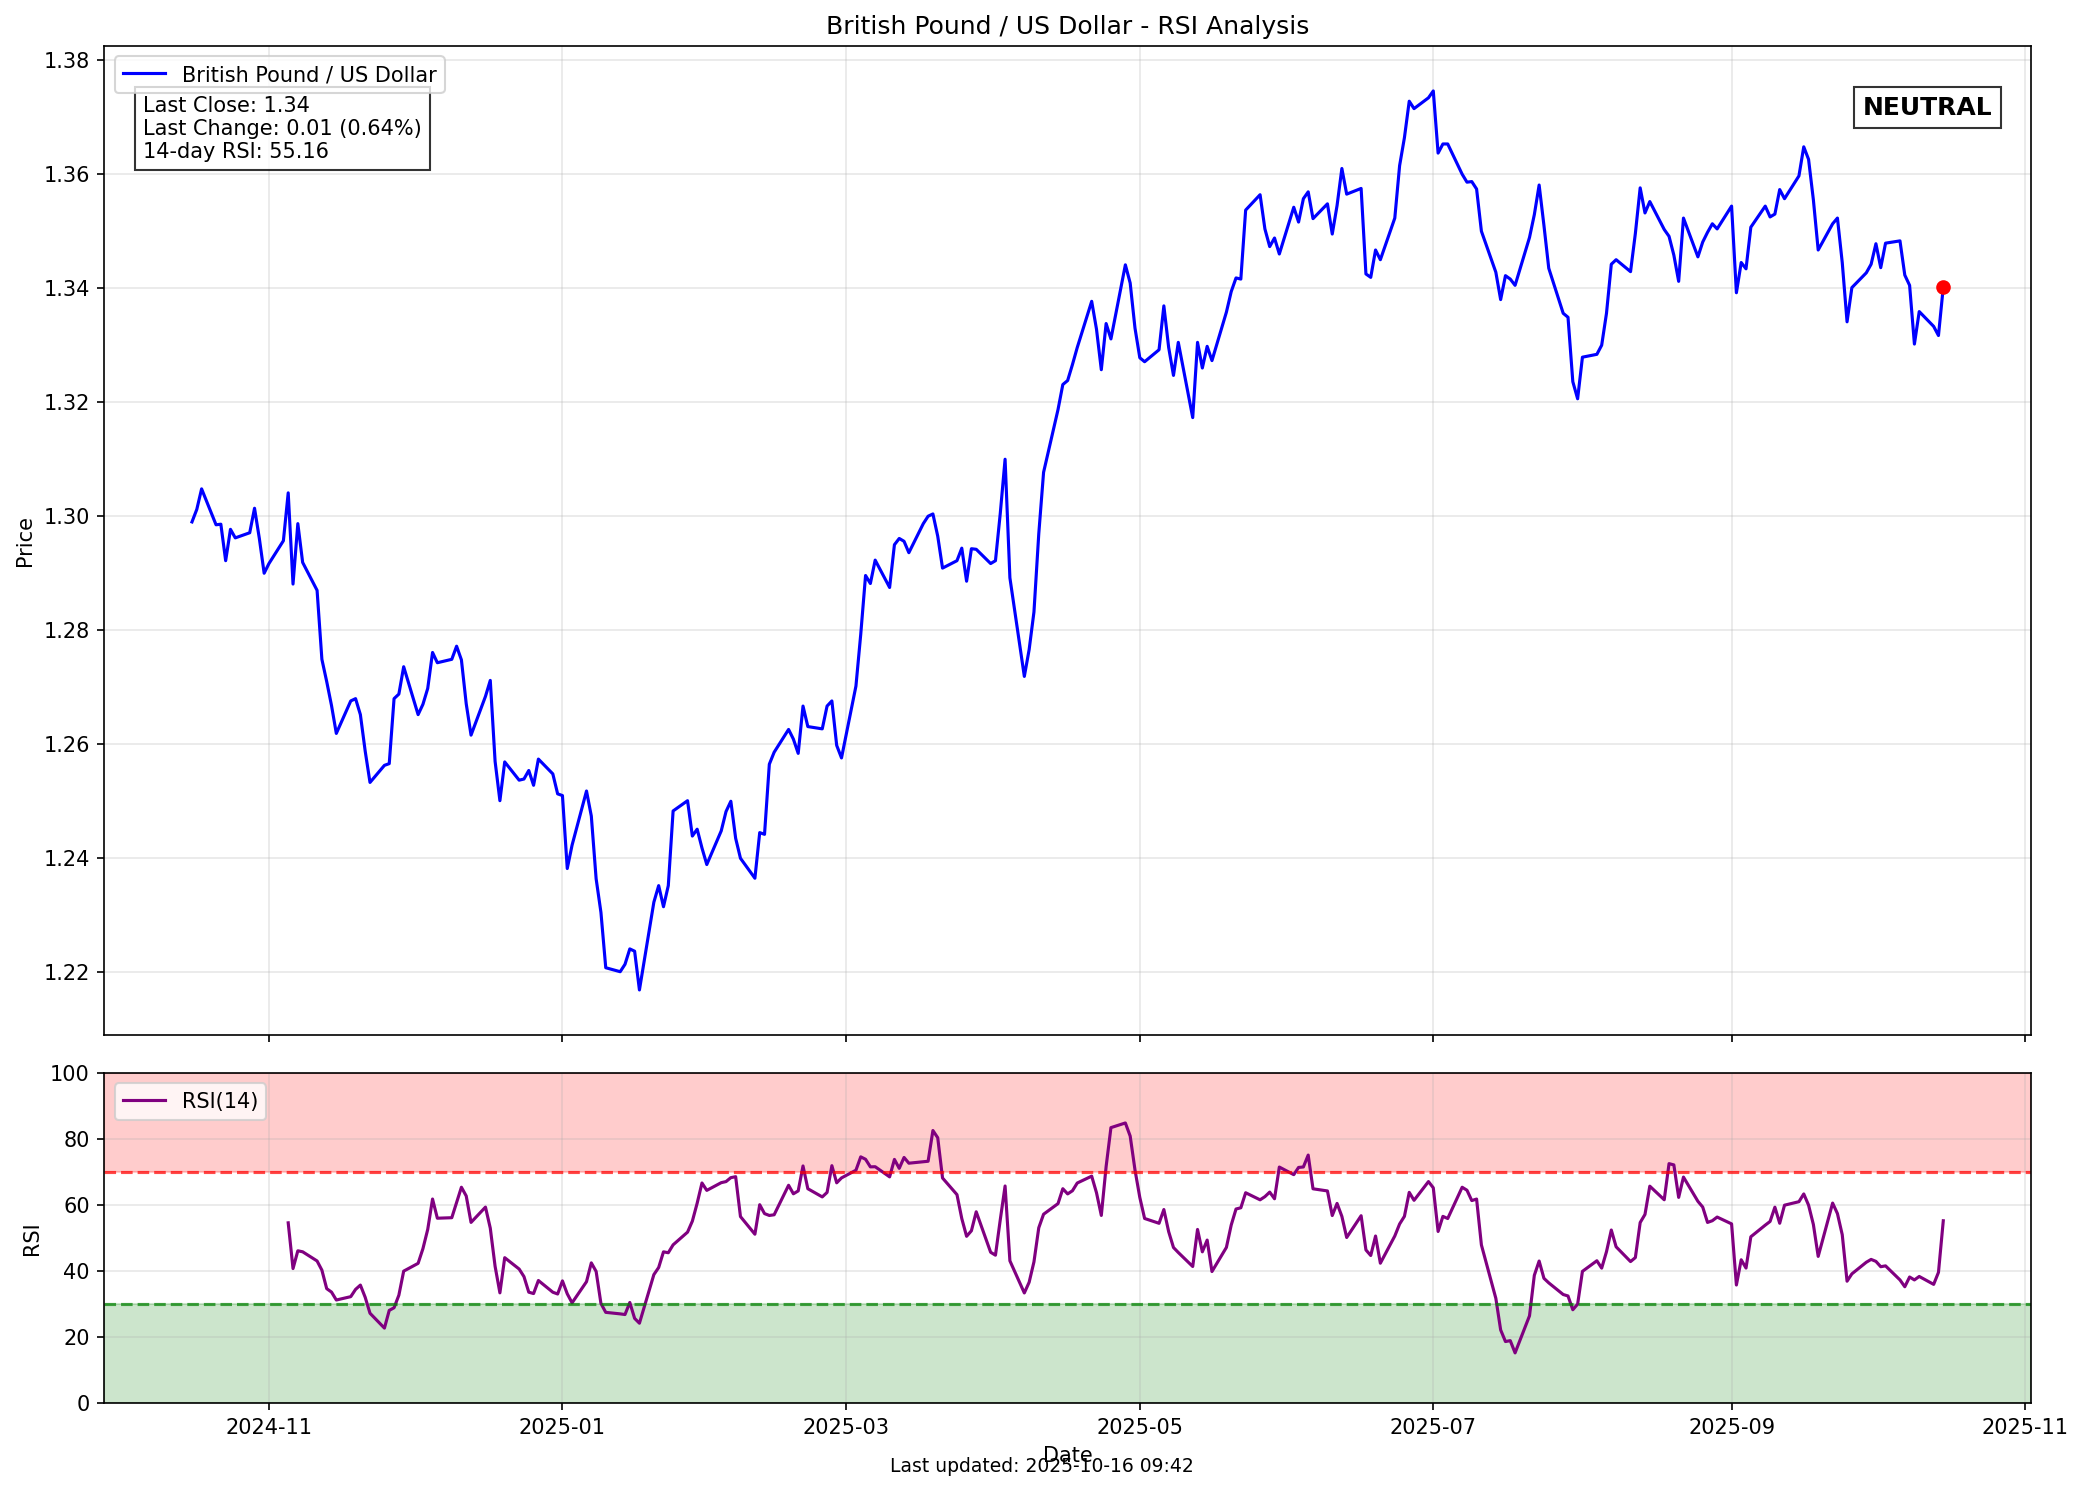 British Pound / US Dollar - RSI Analysis
British Pound / US Dollar
Last Close: 1.34
Last Change: 0.01 (0.64%)
14-day RSI: 55.16
NEUTRAL
Price
1.38
1.36
1.34
1.32
1.30
1.28
1.26
1.24
1.22
RSI(14)
RSI
100
80
60
40
20
0
2024-11
2025-01
2025-03
2025-05
2025-07
2025-09
2025-11
Date
Last updated: 2025-10-16 09:42